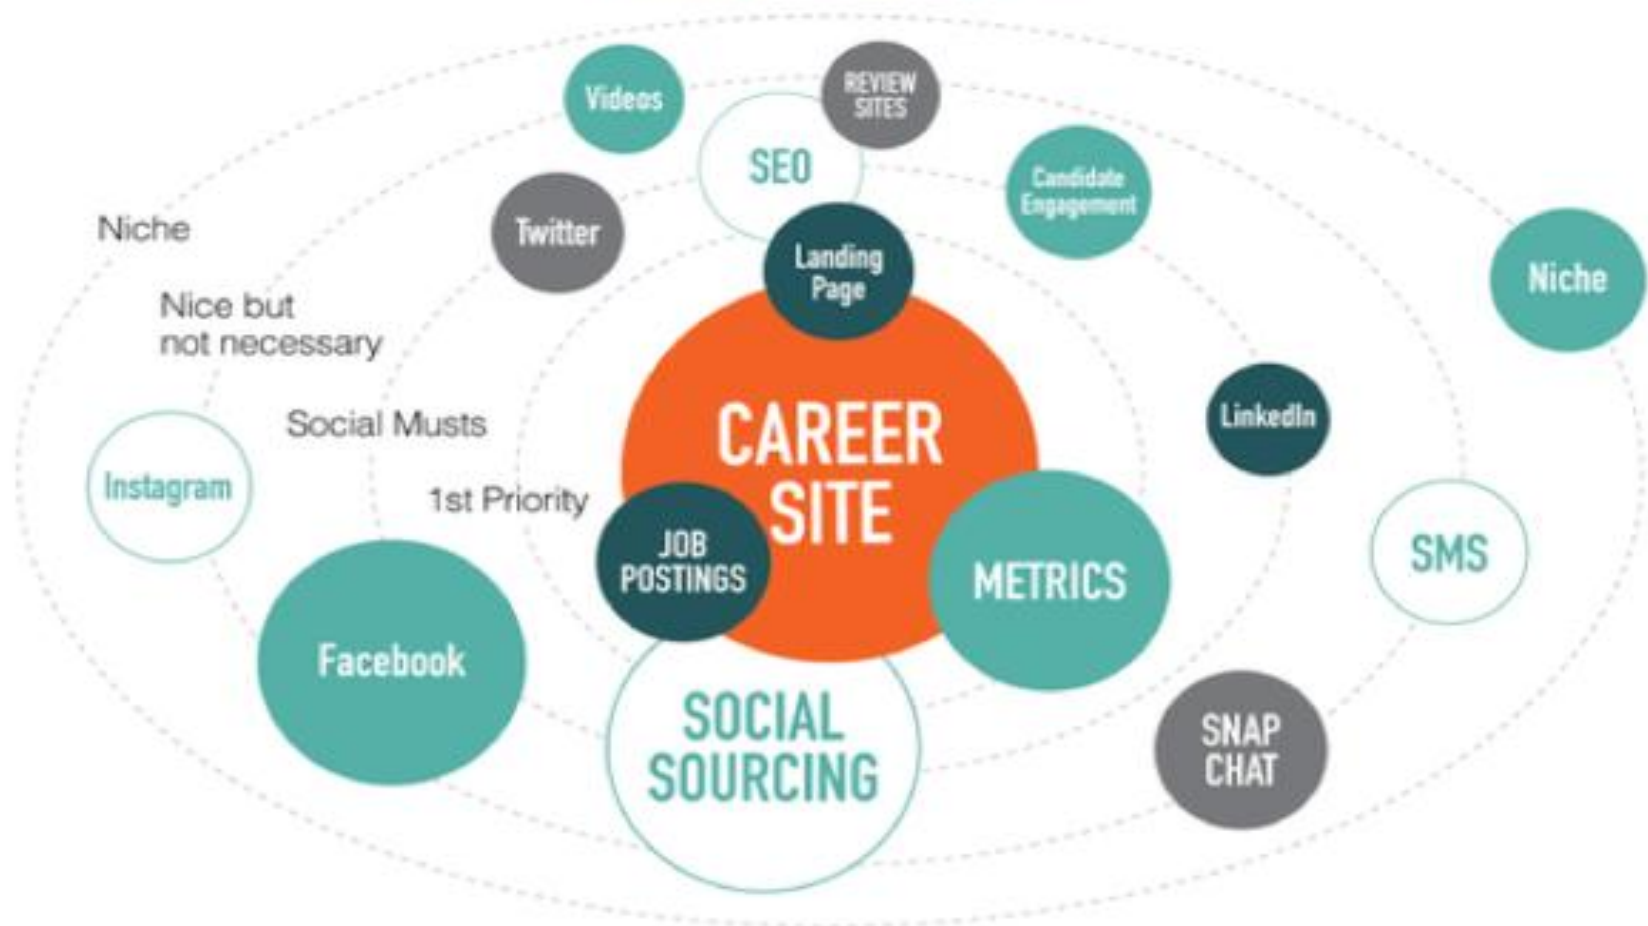 Videos
REVIEW
SITES
SEO
Candidate
Engagement
Twitter
Niche
Landing
Page
Niche
Nice but
not necessary
CAREER
SITE
LinkedIn
Social Musts
Instagram
1st Priority
JOB
POSTINGS
METRICS
SMS
Facebook
SOCIAL
SOURCING
SNAP
CHAT